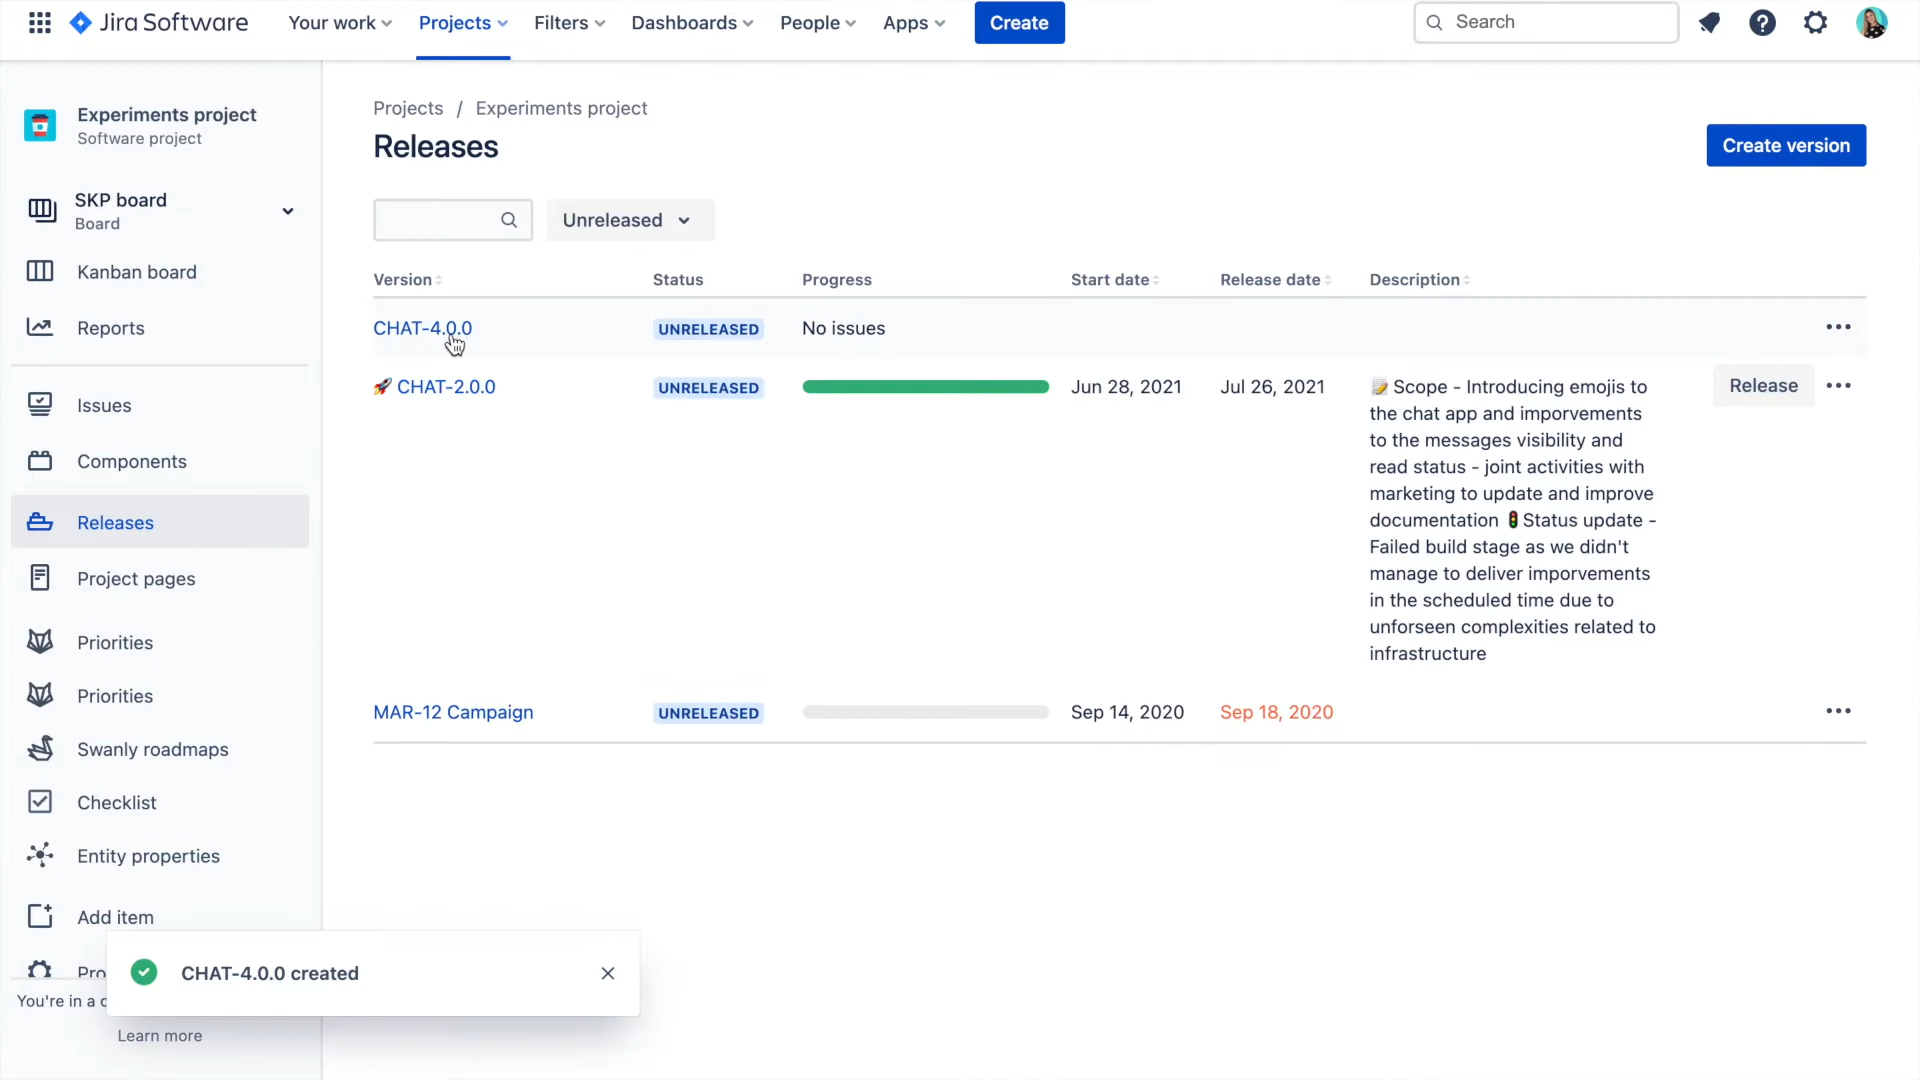 Jira Software Your work Projects Filters Dashboards People Apps Create Search
Experiments project
Software project
SKP board
Board
Kanban board
Reports
Issues
Components
Releases
Project pages
Priorities
Priorities
Swanly roadmaps
Checklist
Entity properties
Add item
Pro
You're in a c
Learn more
Projects / Experiments project
Releases
Create version
Unreleased
Version Status Progress Start date Release date Description
CHAT-4.0.0 UNRELEASED No issues
🚀 CHAT-2.0.0 UNRELEASED Jun 28, 2021 Jul 26, 2021 📝 Scope - Introducing emojis to Release
the chat app and imporvements
to the messages visibility and
read status - joint activities with
marketing to update and improve
documentation 🚦Status update -
Failed build stage as we didn't
manage to deliver imporvements
in the scheduled time due to
unforseen complexities related to
infrastructure
MAR-12 Campaign UNRELEASED Sep 14, 2020 Sep 18, 2020
CHAT-4.0.0 created